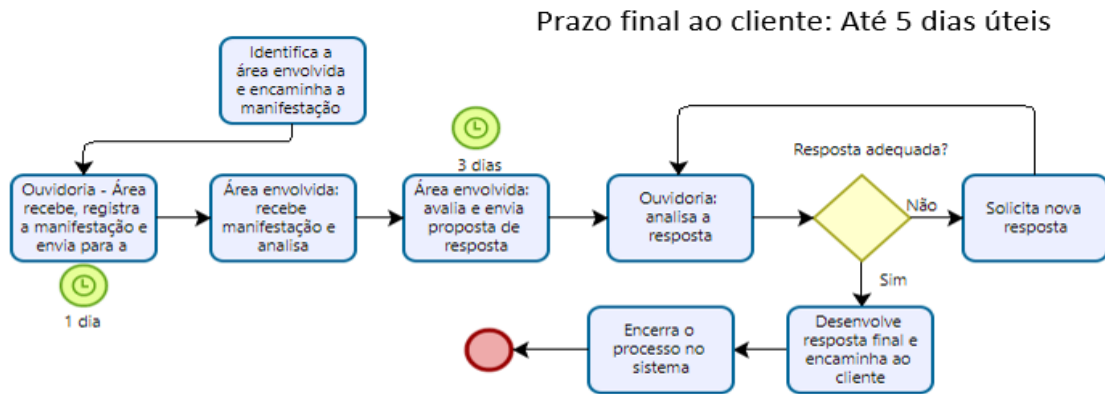 Prazo final ao cliente: Até 5 dias úteis
Identifica a
área envolvida
e encaminha a
manifestação
Ouvidoria - Área
recebe, registra
a manifestação e
envia para a
1 dia
Área envolvida:
recebe
manifestação e
analisa
3 dias
Área envolvida:
avalia e envia
proposta de
resposta
Ouvidoria:
analisa a
resposta
Resposta adequada?
Não
Solicita nova
resposta
Sim
Desenvolve
resposta final e
encaminha ao
cliente
Encerra o
processo no
sistema